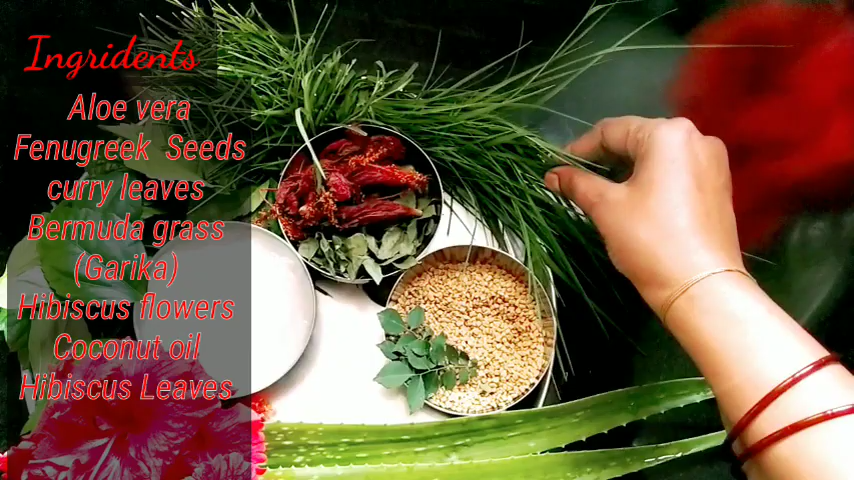 Ingridents
Aloe vera
Fenugreek Seeds
curry leaves
Bermuda grass
(Garika)
Hibiscus flowers
Coconut oil
Hibiscus Leaves